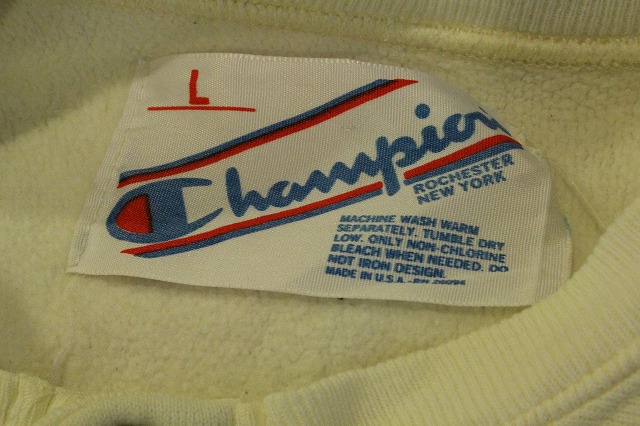 L
Champion
ROCHESTER
NEW YORK
MACHINE WASH WARM
SEPARATELY. TUMBLE DRY
LOW. ONLY NON-CHLORINE
BLEACH WHEN NEEDED. DO
NOT IRON DESIGN.
MADE IN U.S.A.-RN